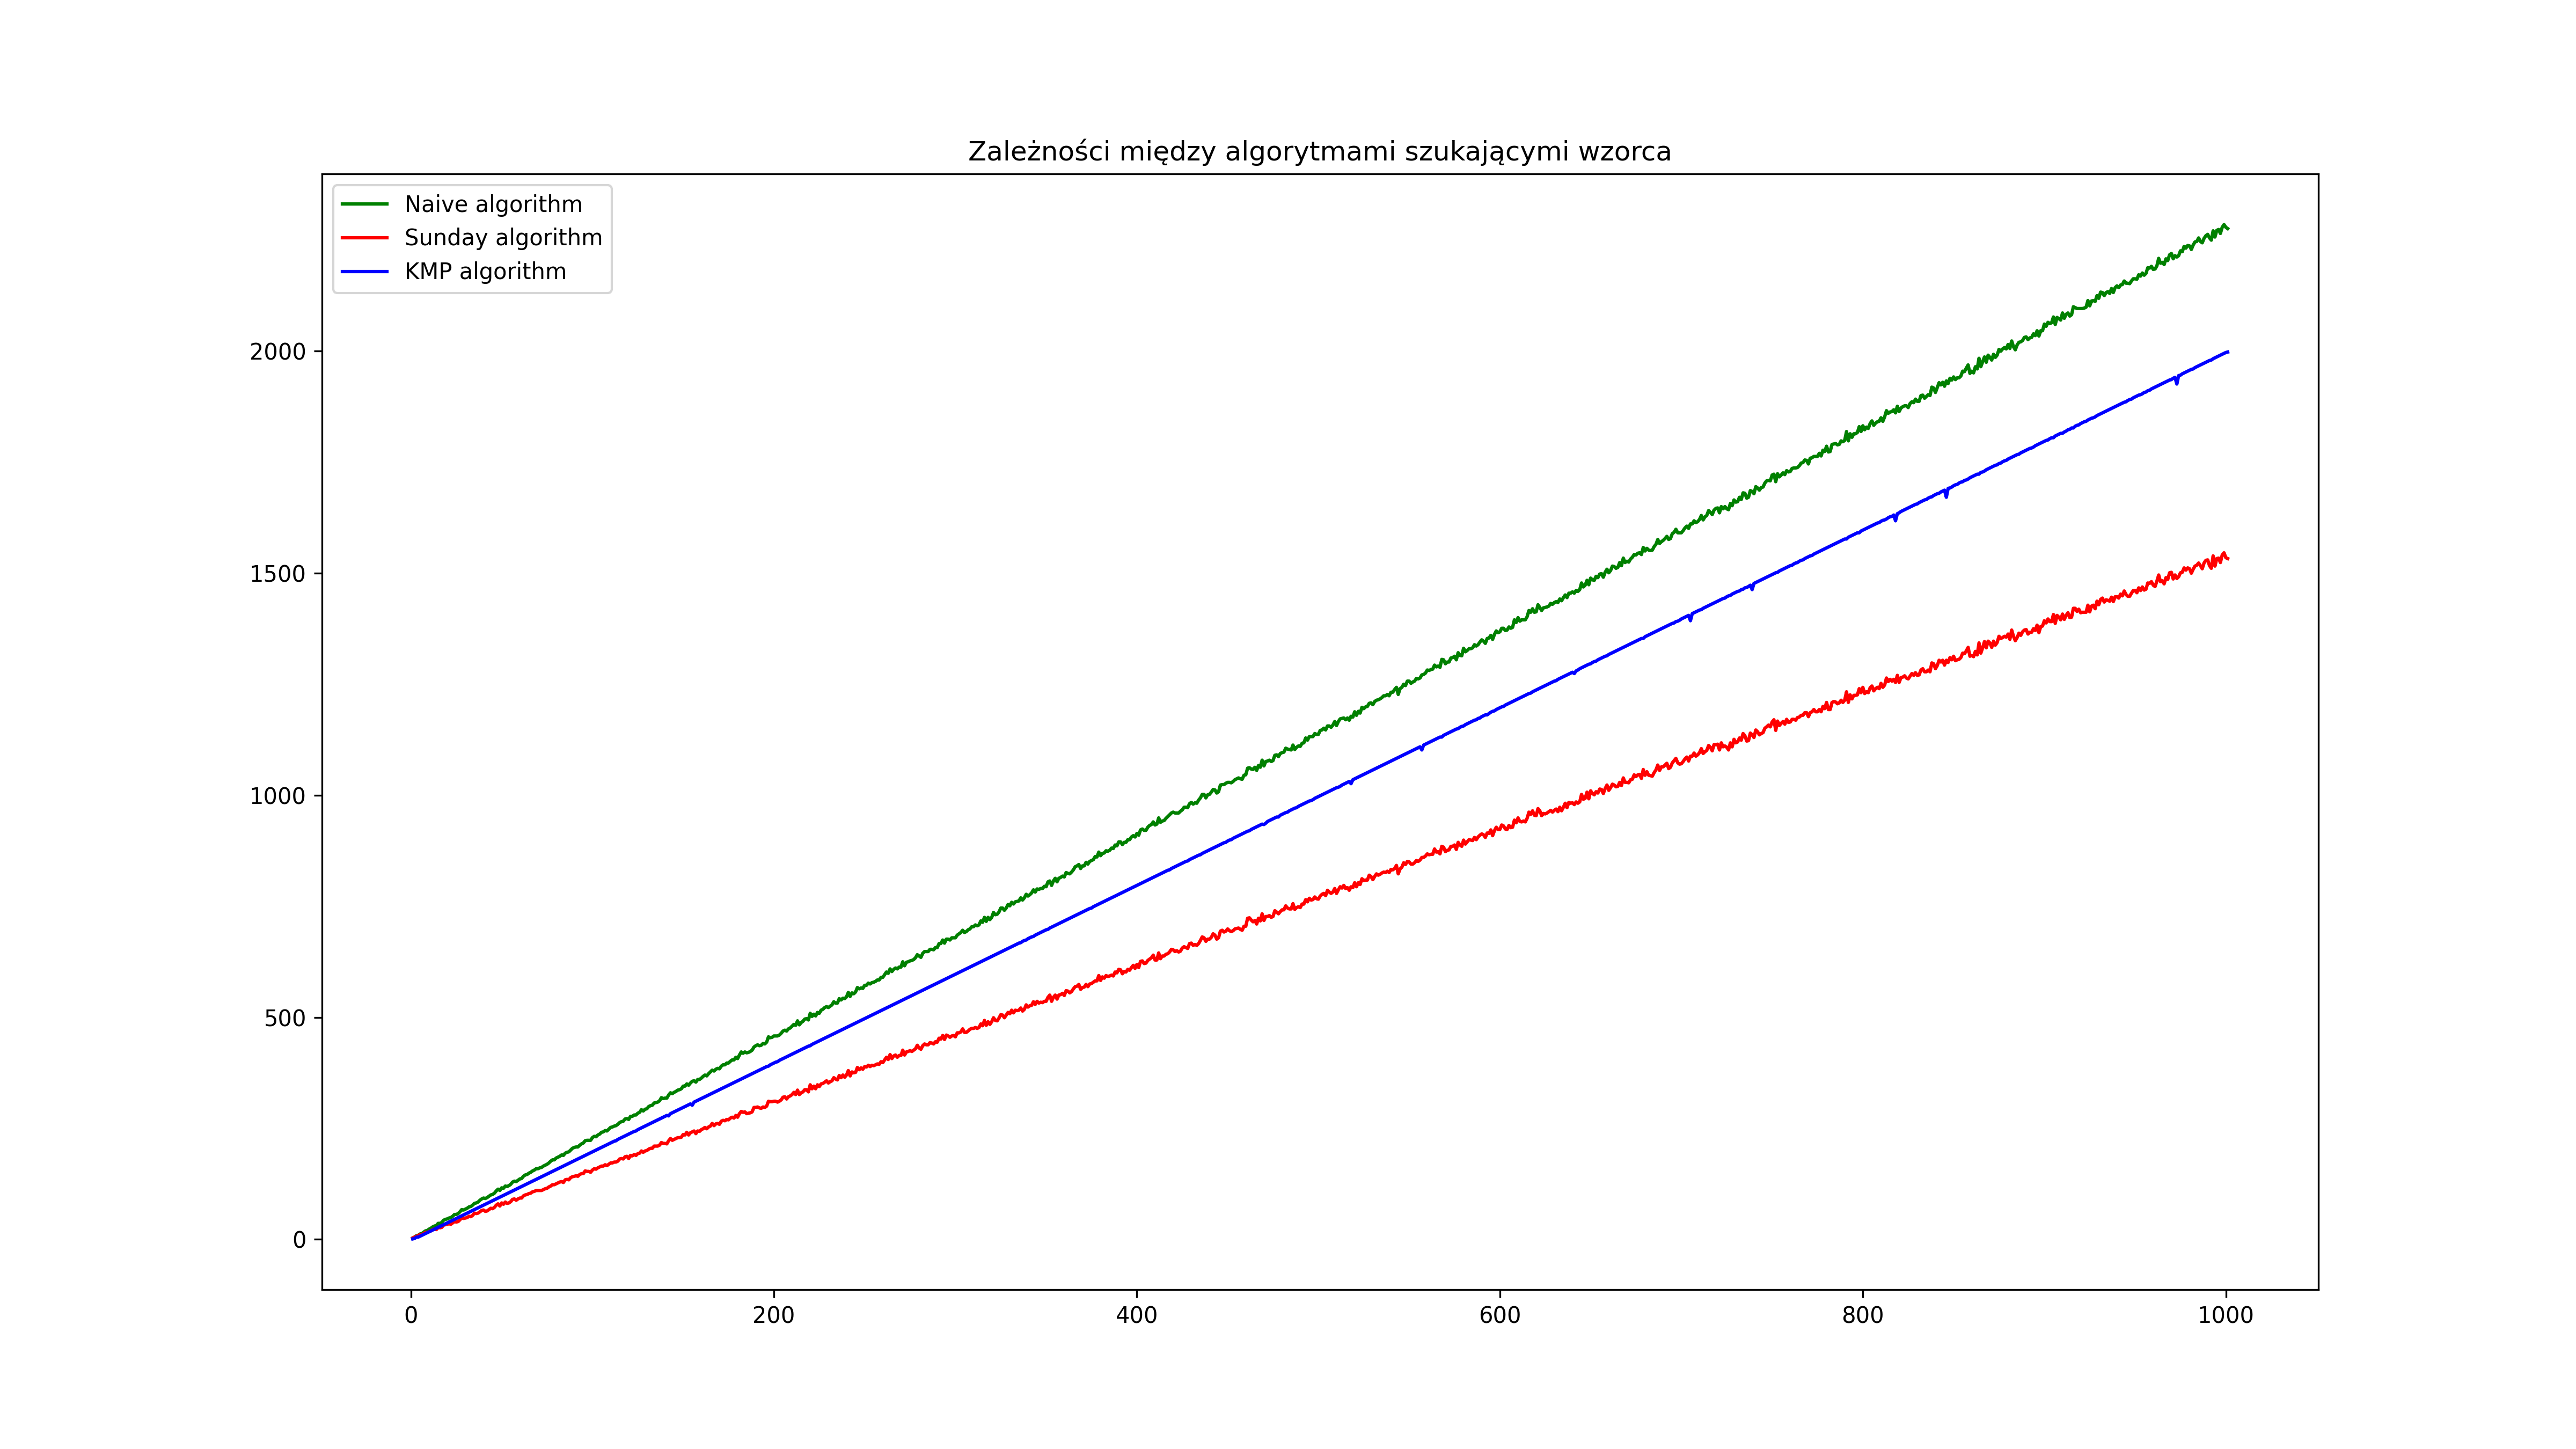 Zależności między algorytmami szukającymi wzorca
Naive algorithm
Sunday algorithm
KMP algorithm
2000
1500
1000
500
0
0 200 400 600 800 1000